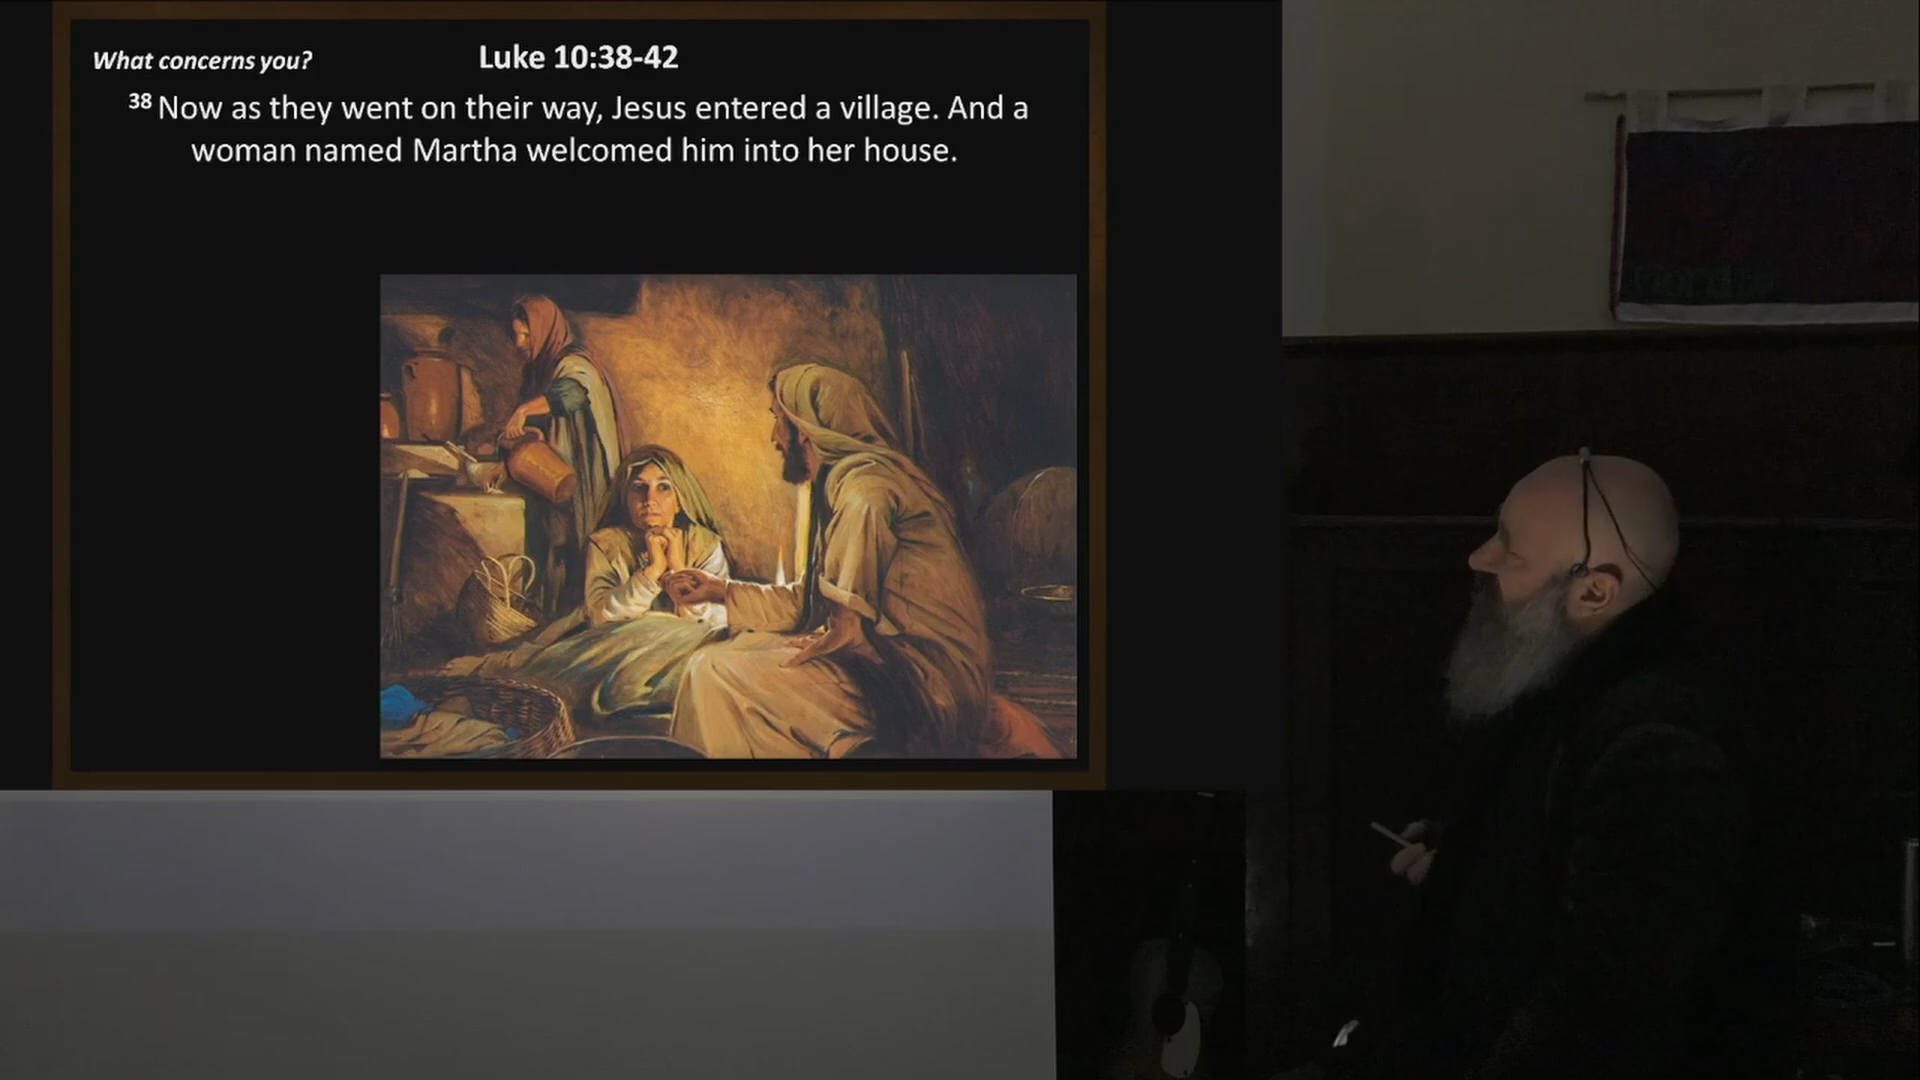 What concerns you?
Luke 10:38-42
38 Now as they went on their way, Jesus entered a village. And a
woman named Martha welcomed him into her house.